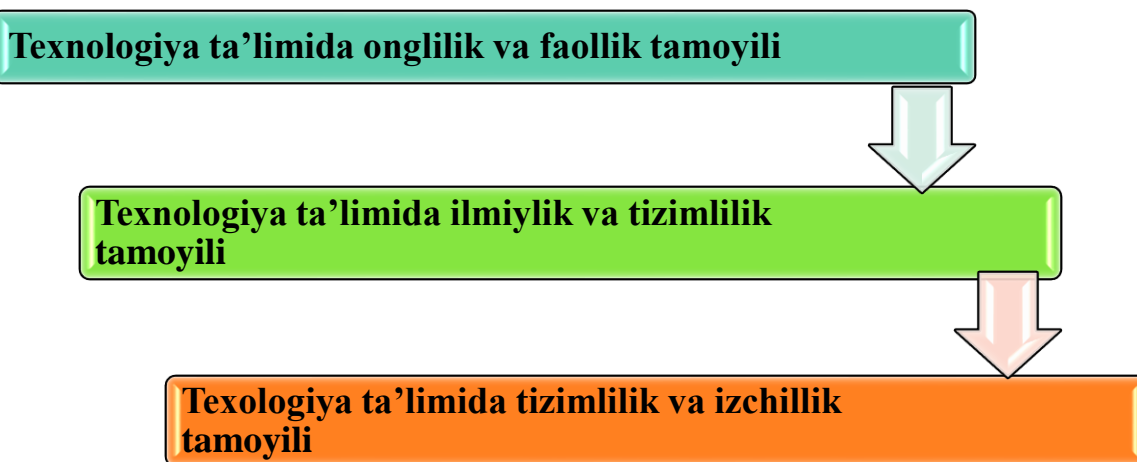 Texnologiya ta’limida onglilik va faollik tamoyili
Texnologiya ta’limida ilmiylik va tizimlilik
tamoyili
Texologiya ta’limida tizimlilik va izchillik
tamoyili